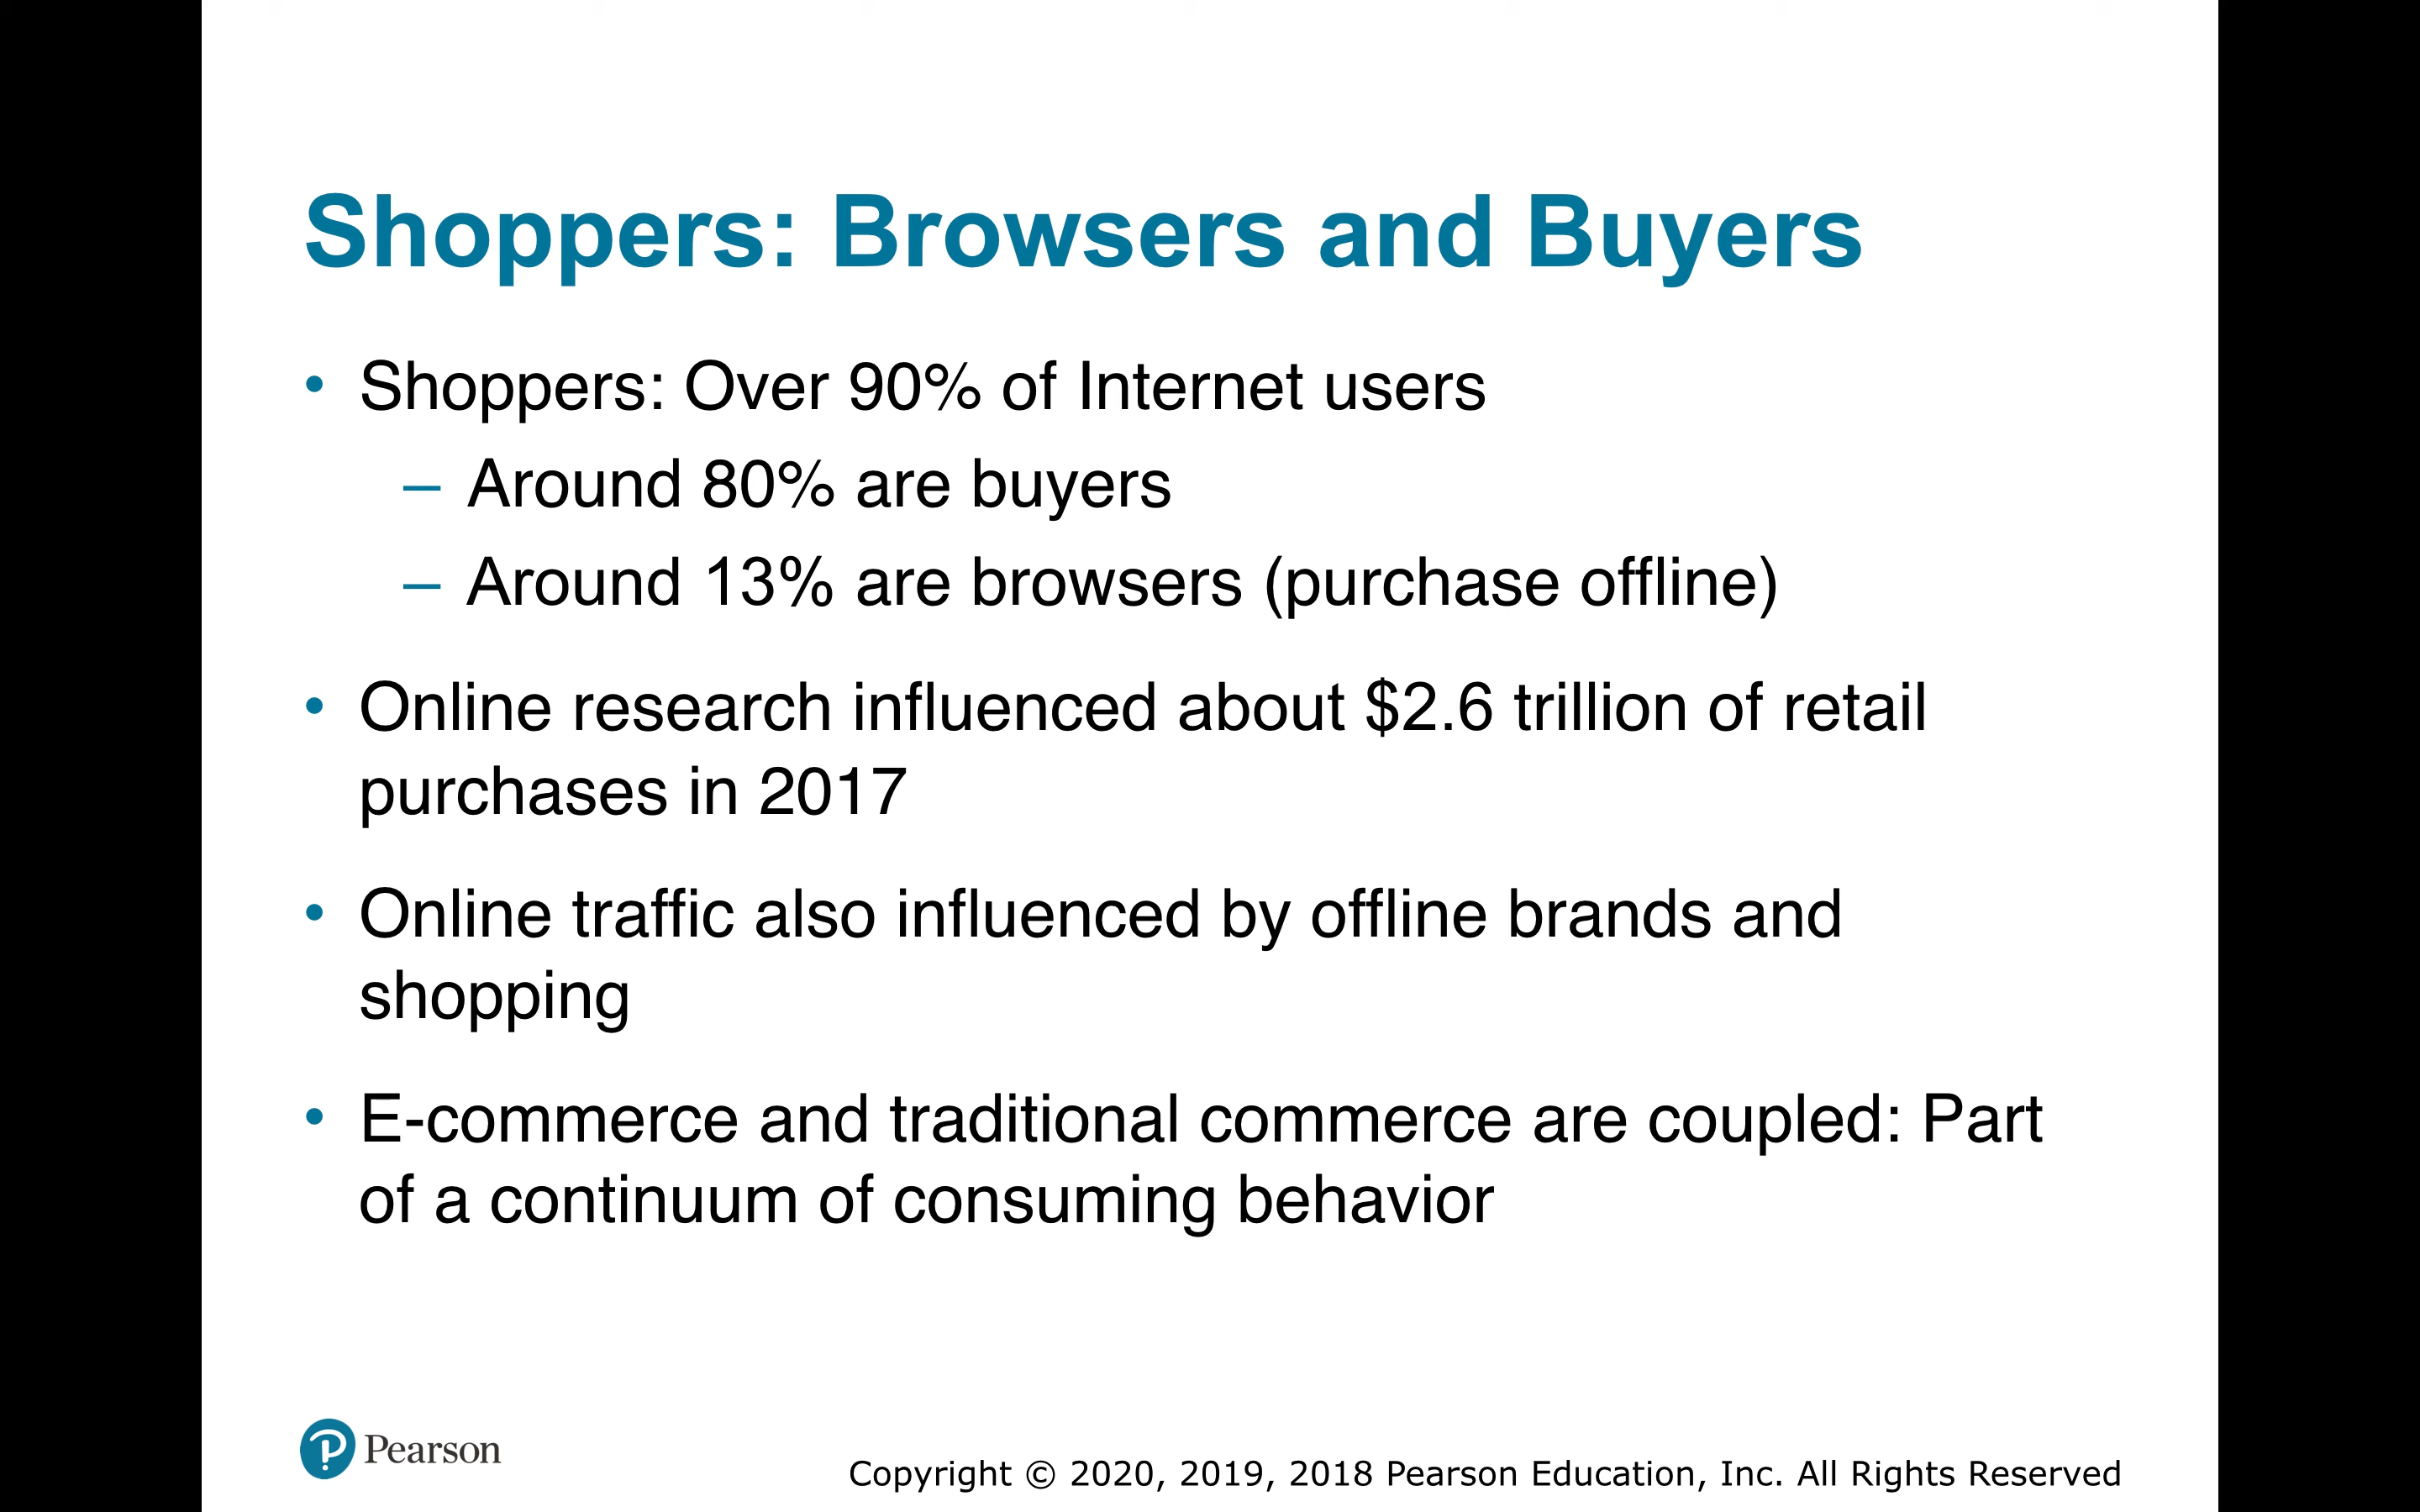 Shoppers: Browsers and Buyers
• Shoppers: Over 90% of Internet users
– Around 80% are buyers
– Around 13% are browsers (purchase offline)
• Online research influenced about $2.6 trillion of retail
purchases in 2017
• Online traffic also influenced by offline brands and
shopping
• E-commerce and traditional commerce are coupled: Part
of a continuum of consuming behavior
Pearson
Copyright © 2020, 2019, 2018 Pearson Education, Inc. All Rights Reserved